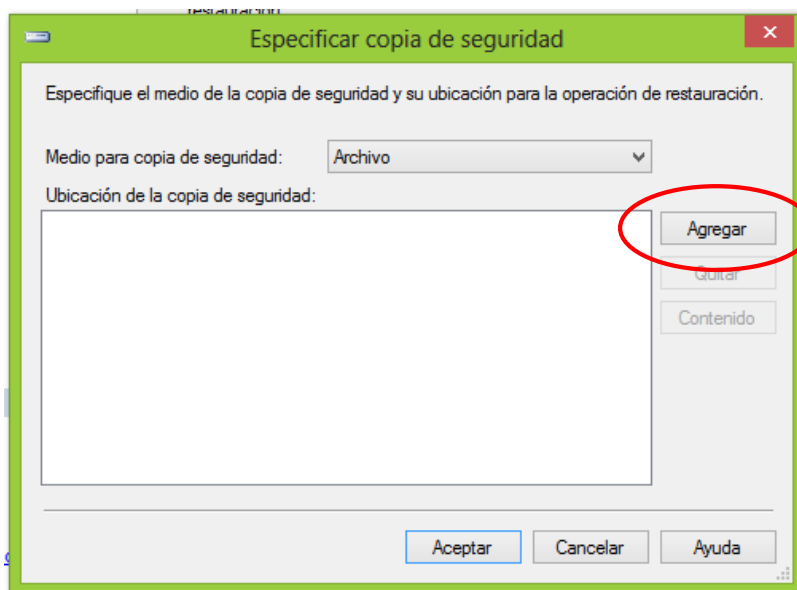 restauración
Especificar copia de seguridad
Especifique el medio de la copia de seguridad y su ubicación para la operación de restauración.
Medio para copia de seguridad: Archivo
Ubicación de la copia de seguridad:
Agregar
Quitar
Contenido
Aceptar Cancelar Ayuda